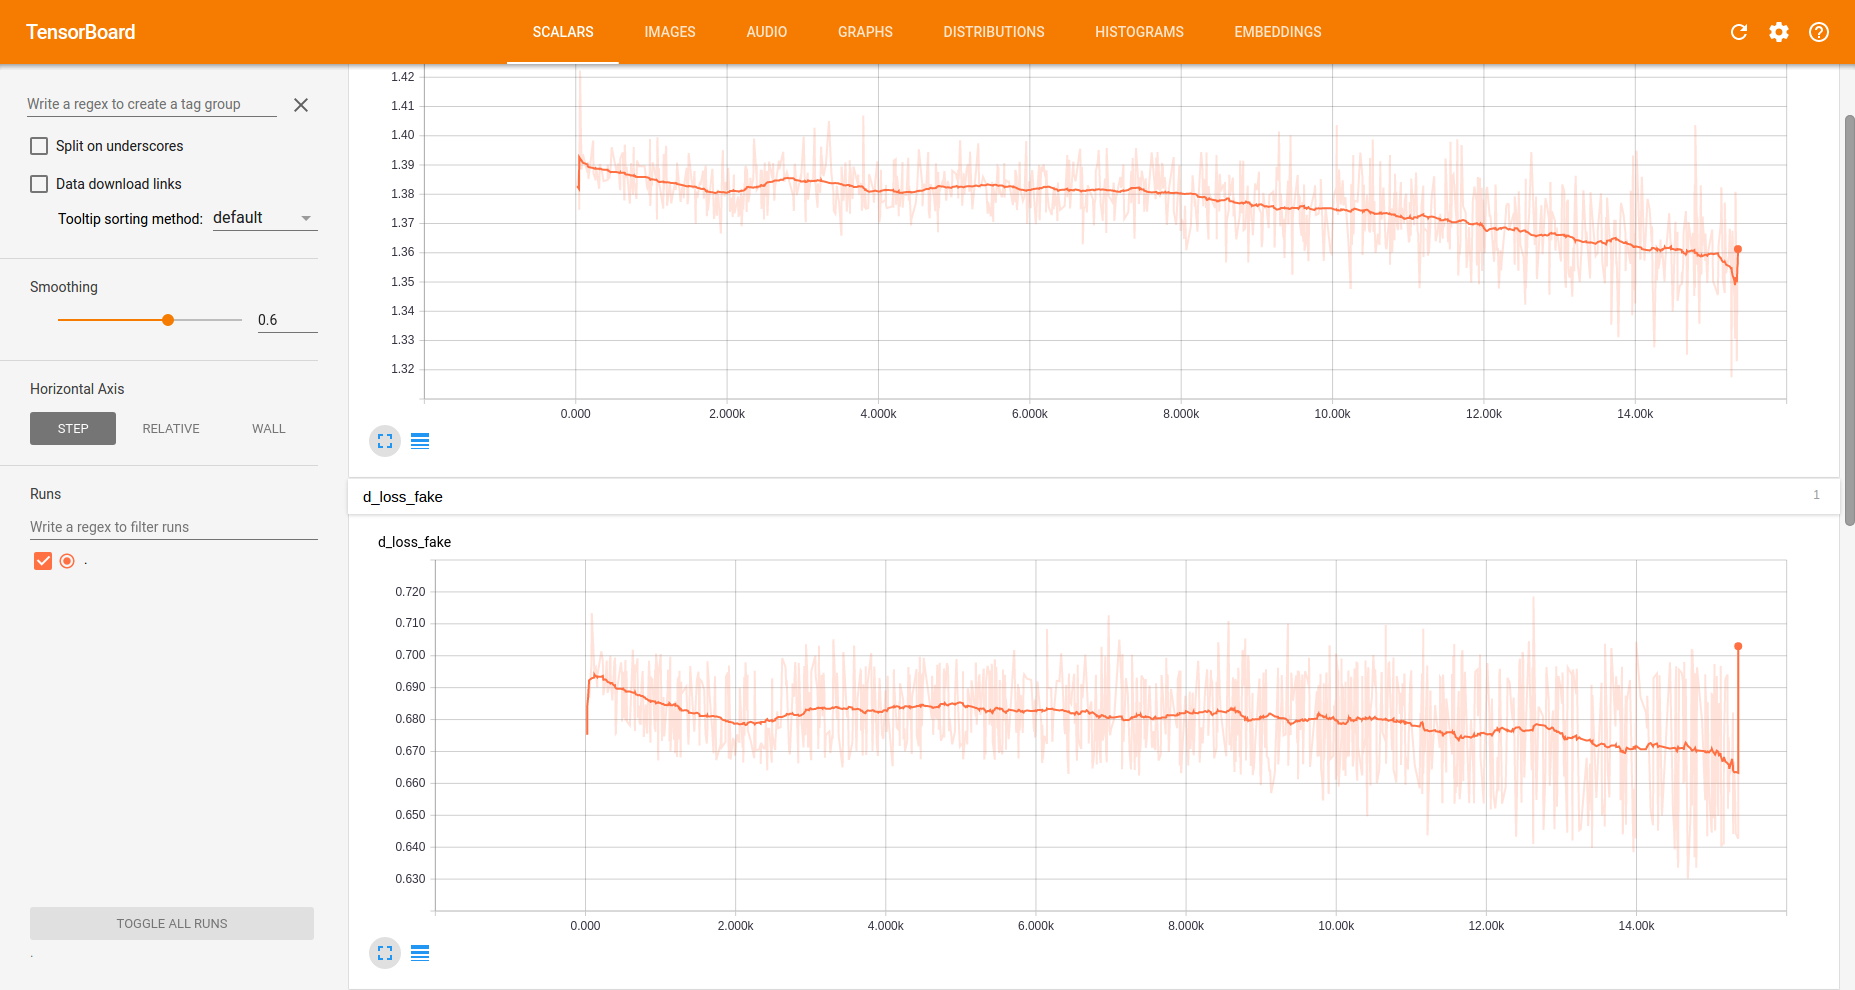 TensorBoard
SCALARS IMAGES AUDIO GRAPHS DISTRIBUTIONS HISTOGRAMS EMBEDDINGS
Write a regex to create a tag group
Split on underscores
Data download links
Tooltip sorting method: default
Smoothing
0.6
Horizontal Axis
STEP RELATIVE WALL
Runs
Write a regex to filter runs
.
TOGGLE ALL RUNS
.
1.42
1.41
1.40
1.39
1.38
1.37
1.36
1.35
1.34
1.33
1.32
0.000 2.000k 4.000k 6.000k 8.000k 10.00k 12.00k 14.00k
d_loss_fake 1
d_loss_fake
0.720
0.710
0.700
0.690
0.680
0.670
0.660
0.650
0.640
0.630
0.000 2.000k 4.000k 6.000k 8.000k 10.00k 12.00k 14.00k